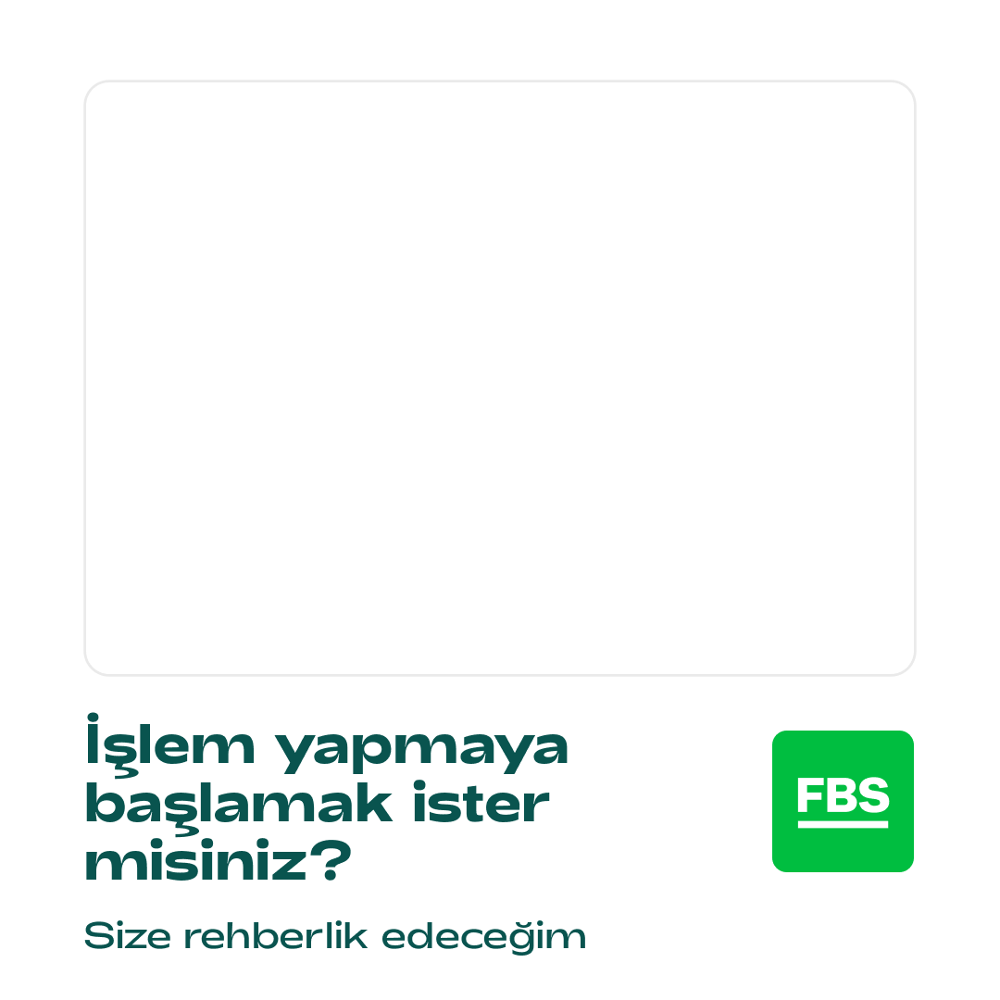 İşlem yapmaya
başlamak ister
misiniz?
FBS
Size rehberlik edeceğim